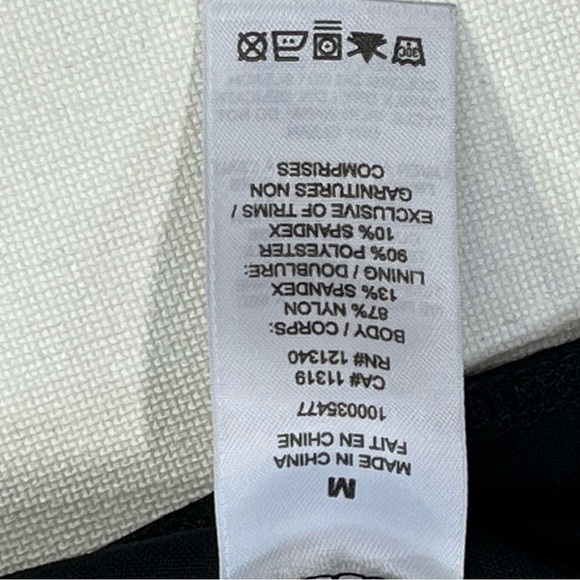 M
MADE IN CHINA
FAIT EN CHINE
100035477
CA# 11319
RN# 121340
BODY / CORPS:
87% NYLON
13% SPANDEX
LINING / DOUBLURE:
90% POLYESTER
10% SPANDEX
EXCLUSIVE OF TRIMS /
GARNITURES NON
COMPRISES
30C